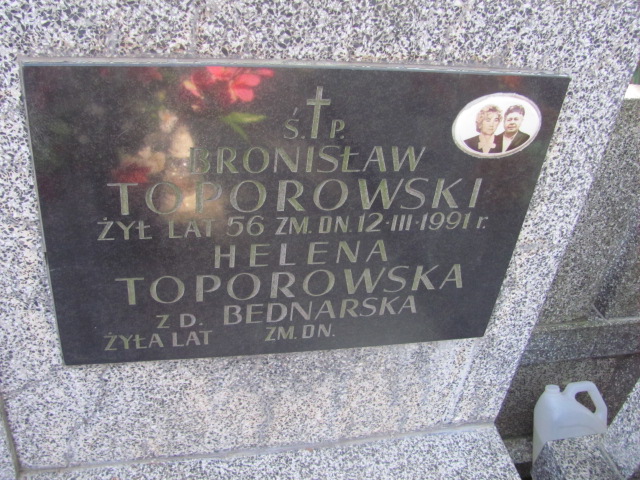 Ś.P.
BRONISŁAW
TOPOROWSKI
ŻYŁ LAT 56 ZM. DN. 12-III-1991 r.
HELENA
TOPOROWSKA
Z D. BEDNARSKA
ŻYŁA LAT ZM. DN.